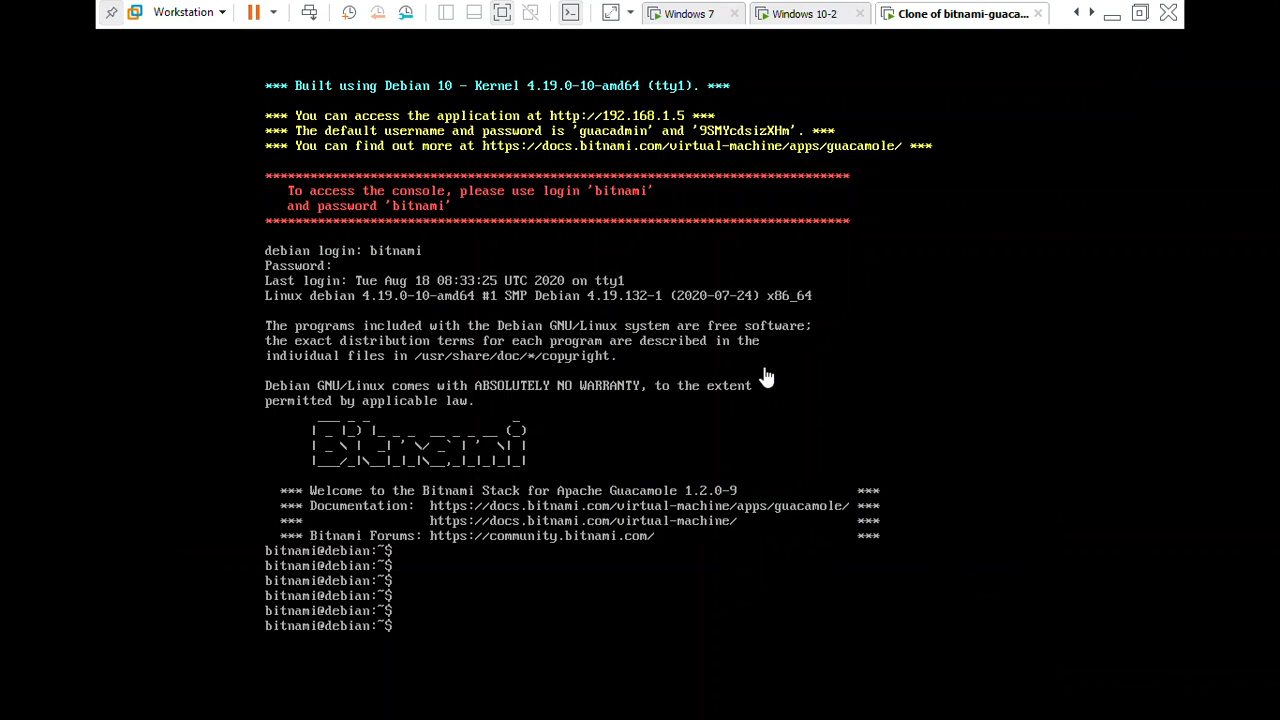 Workstation
Windows 7
Windows 10-2
Clone of bitnami-guaca...
*** Built using Debian 10 - Kernel 4.19.0-10-amd64 (tty1). ***
*** You can access the application at http://192.168.1.5 ***
*** The default username and password is 'guacadmin' and '9SMYcdsizXHm'. ***
*** You can find out more at https://docs.bitnami.com/virtual-machine/apps/guacamole/ ***
******************************************************************************
To access the console, please use login 'bitnami'
and password 'bitnami'
******************************************************************************
debian login: bitnami
Password:
Last login: Tue Aug 18 08:33:25 UTC 2020 on tty1
Linux debian 4.19.0-10-amd64 #1 SMP Debian 4.19.132-1 (2020-07-24) x86_64
The programs included with the Debian GNU/Linux system are free software;
the exact distribution terms for each program are described in the
individual files in /usr/share/doc/*/copyright.
Debian GNU/Linux comes with ABSOLUTELY NO WARRANTY, to the extent
permitted by applicable law.
Bitnami
*** Welcome to the Bitnami Stack for Apache Guacamole 1.2.0-9 ***
*** Documentation: https://docs.bitnami.com/virtual-machine/apps/guacamole/ ***
*** https://docs.bitnami.com/virtual-machine/ ***
*** Bitnami Forums: https://community.bitnami.com/ ***
bitnami@debian:~$
bitnami@debian:~$
bitnami@debian:~$
bitnami@debian:~$
bitnami@debian:~$
bitnami@debian:~$